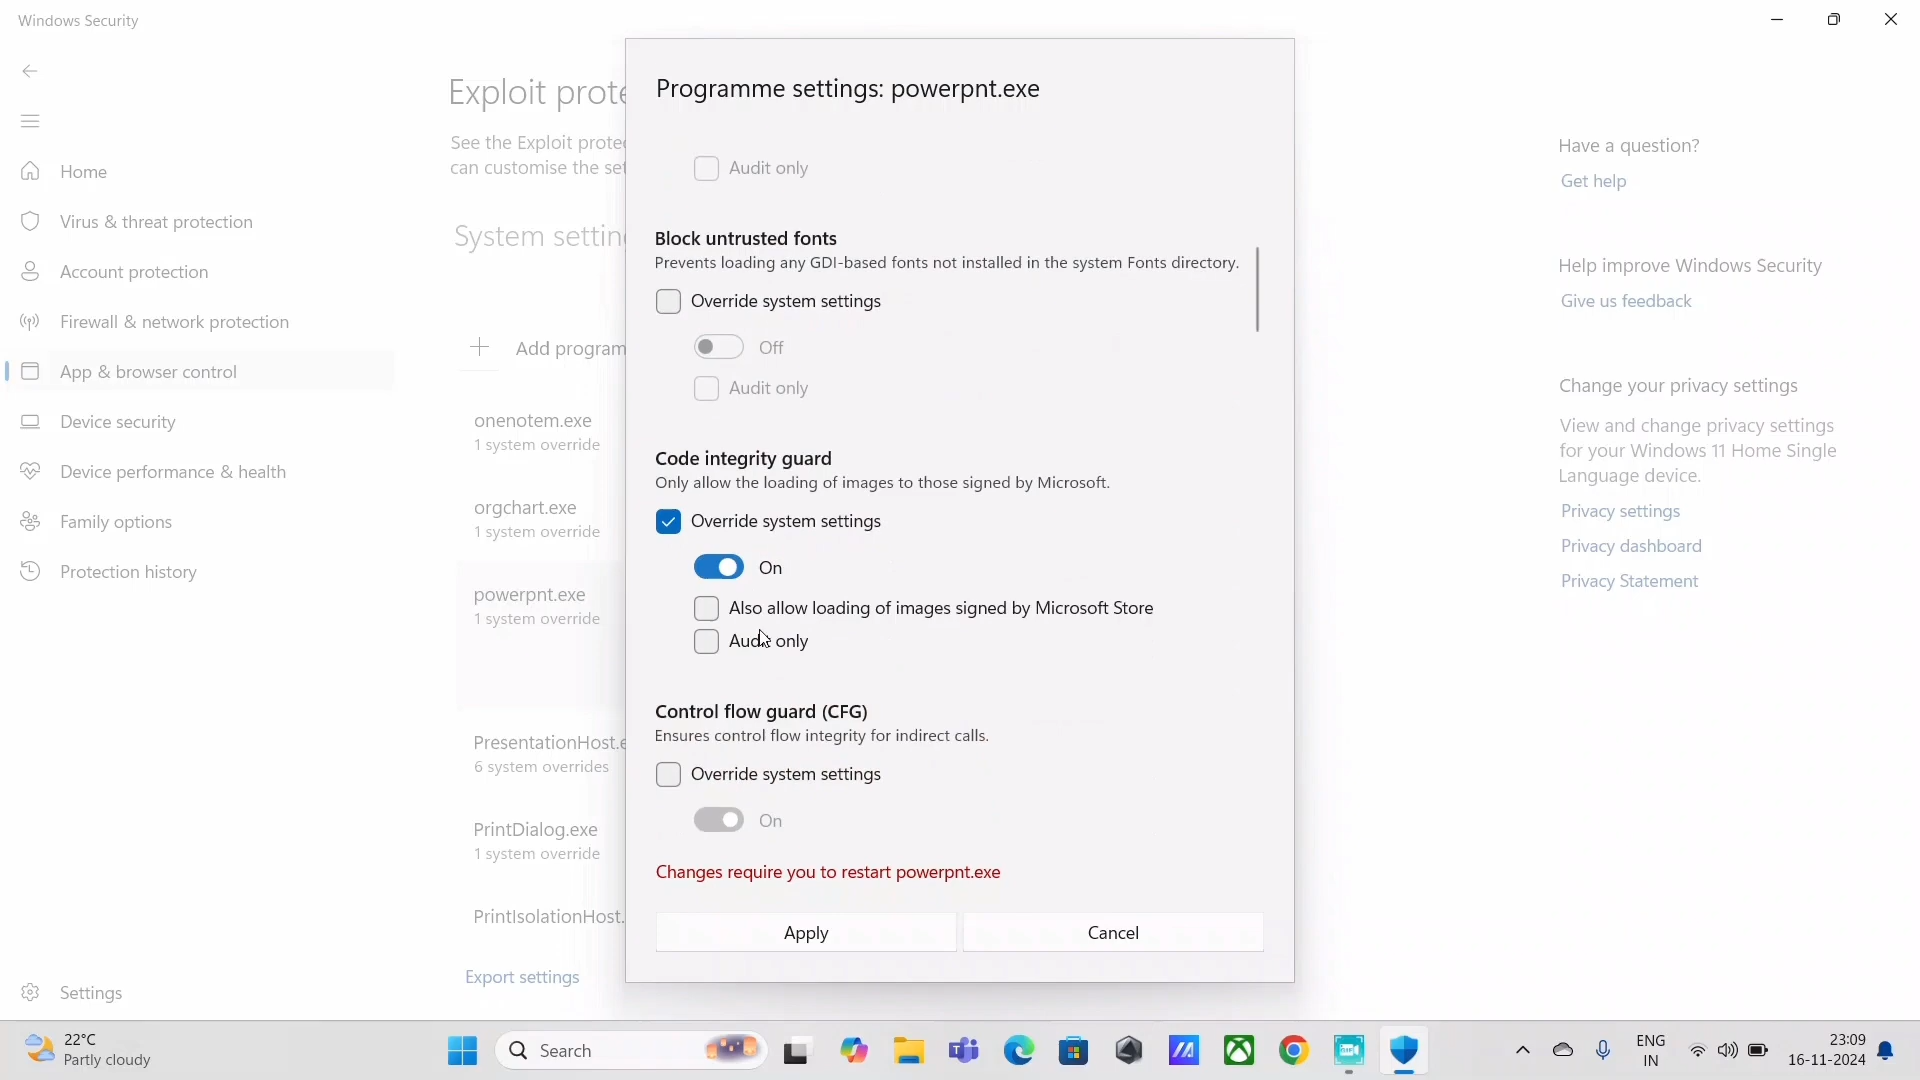 Windows Security
Home
Virus & threat protection
Account protection
Firewall & network protection
App & browser control
Device security
Device performance & health
Family options
Protection history
Settings
Exploit prote
See the Exploit protec
can customise the set
System setting
Add program
onenotem.exe
1 system override
orgchart.exe
1 system override
powerpnt.exe
1 system override
PresentationHost.e
6 system overrides
PrintDialog.exe
1 system override
PrintIsolationHost.
Export settings
Programme settings: powerpnt.exe
Audit only
Block untrusted fonts
Prevents loading any GDI-based fonts not installed in the system Fonts directory.
Override system settings
Off
Audit only
Code integrity guard
Only allow the loading of images to those signed by Microsoft.
Override system settings
On
Also allow loading of images signed by Microsoft Store
Audit only
Control flow guard (CFG)
Ensures control flow integrity for indirect calls.
Override system settings
On
Changes require you to restart powerpnt.exe
Apply
Cancel
Have a question?
Get help
Help improve Windows Security
Give us feedback
Change your privacy settings
View and change privacy settings
for your Windows 11 Home Single
Language device.
Privacy settings
Privacy dashboard
Privacy Statement
22°C
Partly cloudy
Search
ENG
IN
23:09
16-11-2024